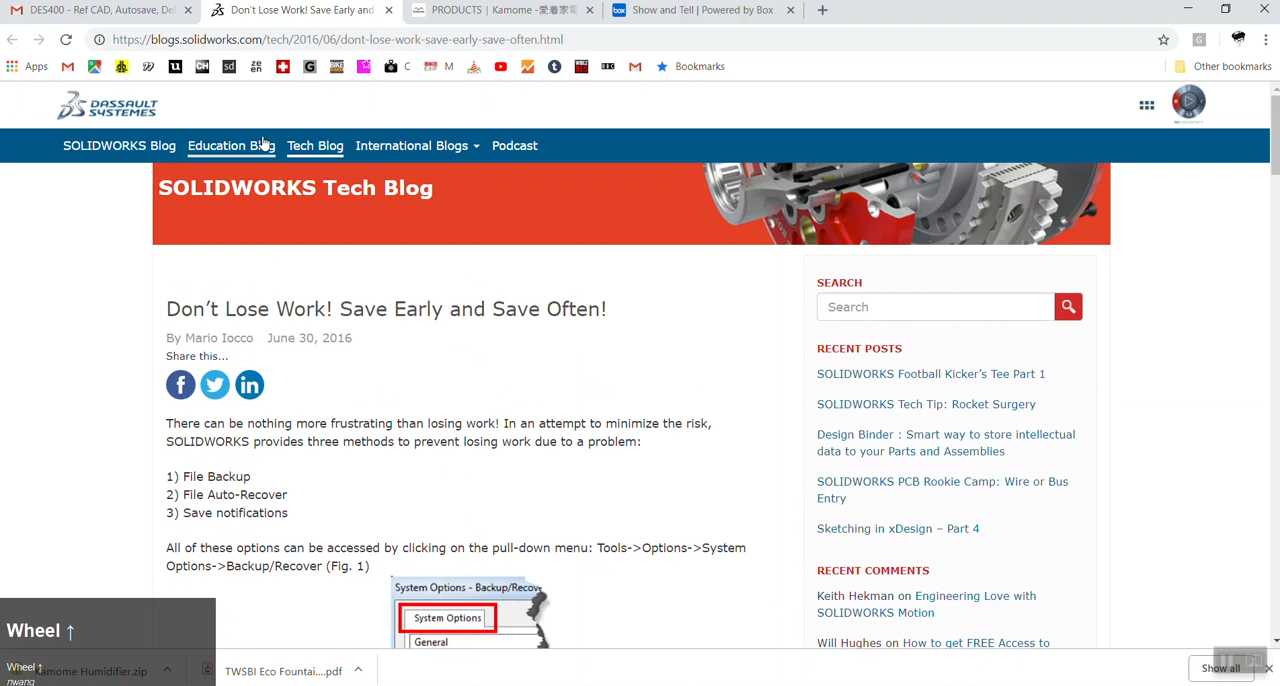 DES400 - Ref CAD, Autosave, De
Don't Lose Work! Save Early and
PRODUCTS | Kamome -愛着家電
Show and Tell | Powered by Box
https://blogs.solidworks.com/tech/2016/06/dont-lose-work-save-early-save-often.html
Apps
Bookmarks
Other bookmarks
DASSAULT
SYSTEMES
SOLIDWORKS Blog Education Blog Tech Blog International Blogs Podcast
SOLIDWORKS Tech Blog
Don't Lose Work! Save Early and Save Often!
By Mario Iocco June 30, 2016
Share this...
There can be nothing more frustrating than losing work! In an attempt to minimize the risk,
SOLIDWORKS provides three methods to prevent losing work due to a problem:
1) File Backup
2) File Auto-Recover
3) Save notifications
All of these options can be accessed by clicking on the pull-down menu: Tools->Options->System
Options->Backup/Recover (Fig. 1)
System Options - Backup/Recov
System Options
General
SEARCH
Search
RECENT POSTS
SOLIDWORKS Football Kicker's Tee Part 1
SOLIDWORKS Tech Tip: Rocket Surgery
Design Binder : Smart way to store intellectual
data to your Parts and Assemblies
SOLIDWORKS PCB Rookie Camp: Wire or Bus
Entry
Sketching in xDesign – Part 4
RECENT COMMENTS
Keith Hekman on Engineering Love with
SOLIDWORKS Motion
Will Hughes on How to get FREE Access to
Wheel ↑
Wheel ↑
nwang
Kamome Humidifier.zip
TWSBI Eco Fountai....pdf
Show all